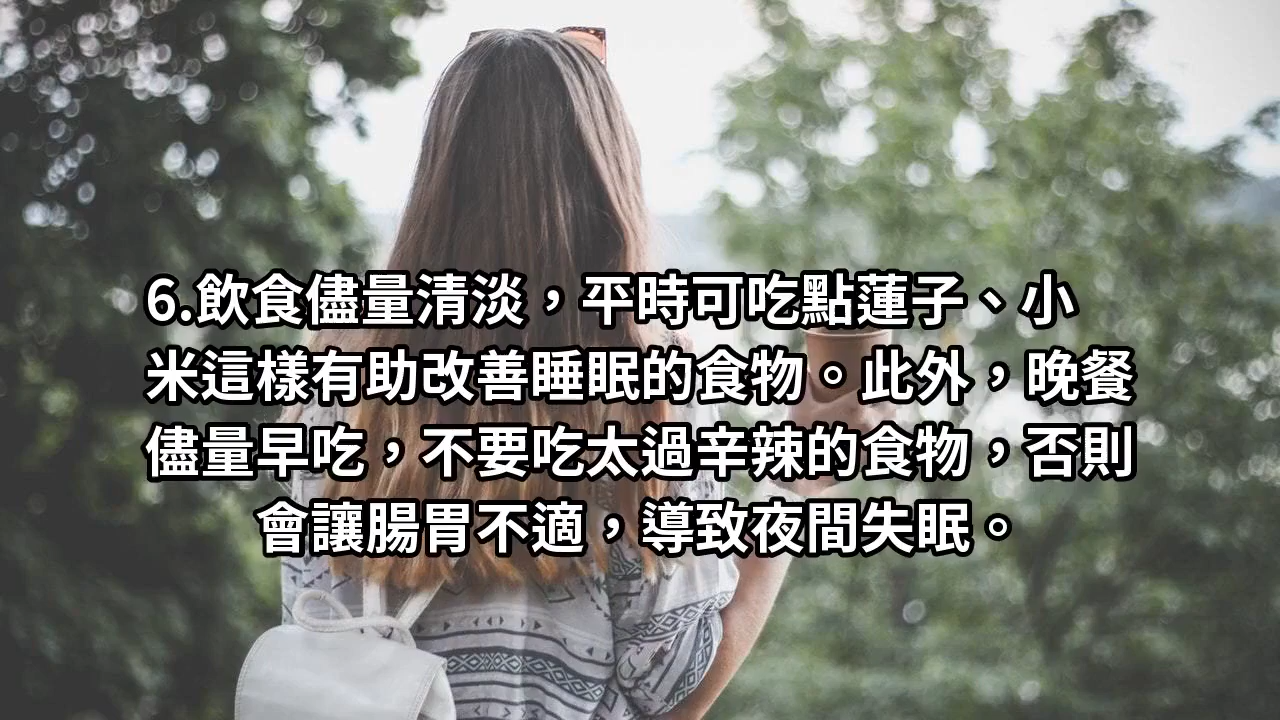 6.飲食儘量清淡，平時可吃點蓮子、小
米這樣有助改善睡眠的食物。此外，晚餐
儘量早吃，不要吃太過辛辣的食物，否則
會讓腸胃不適，導致夜間失眠。